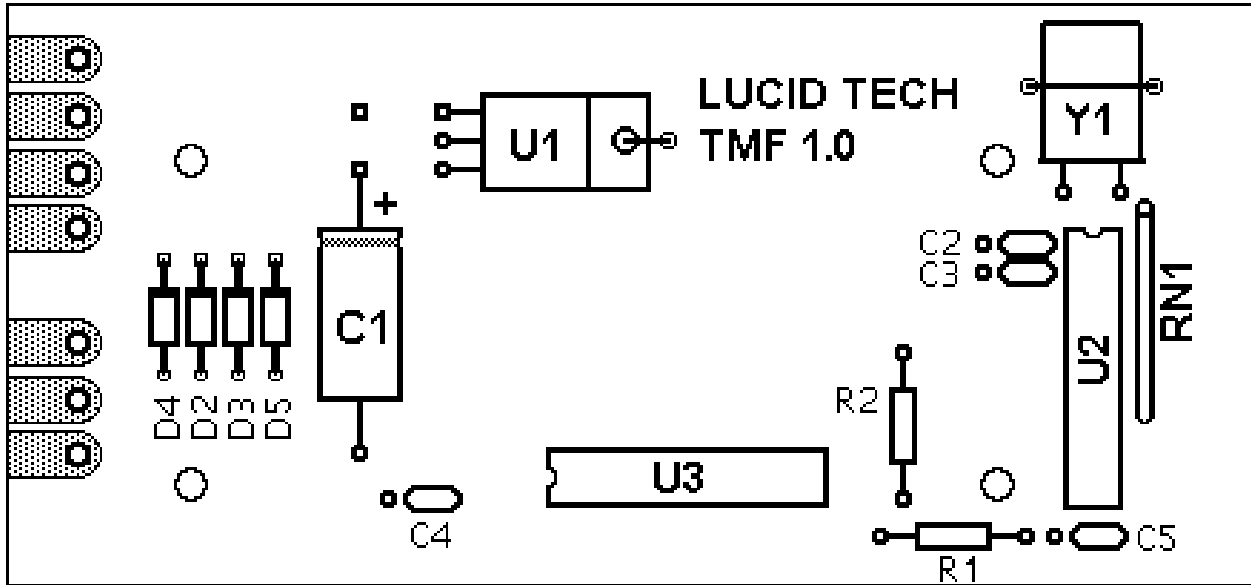 LUCID TECH
TMF 1.0
U1
Y1
+
C2
C3
RN1
C1
U2
D4
D2
D3
D5
R2
U3
C4
C5
R1